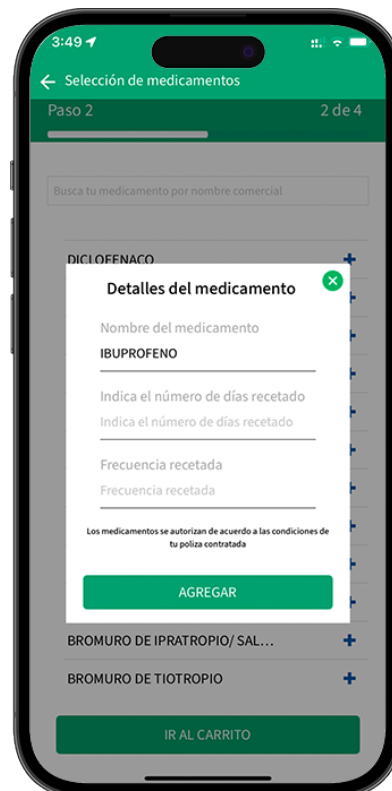 3:49
Selección de medicamentos
Paso 2
2 de 4
Busca tu medicamento por nombre comercial
DICLOFENACO
Detalles del medicamento
Nombre del medicamento
IBUPROFENO
Indica el número de días recetado
Indica el número de días recetado
Frecuencia recetada
Frecuencia recetada
Los medicamentos se autorizan de acuerdo a las condiciones de
tu poliza contratada
AGREGAR
BROMURO DE IPRATROPIO/ SAL...
BROMURO DE TIOTROPIO
IR AL CARRITO